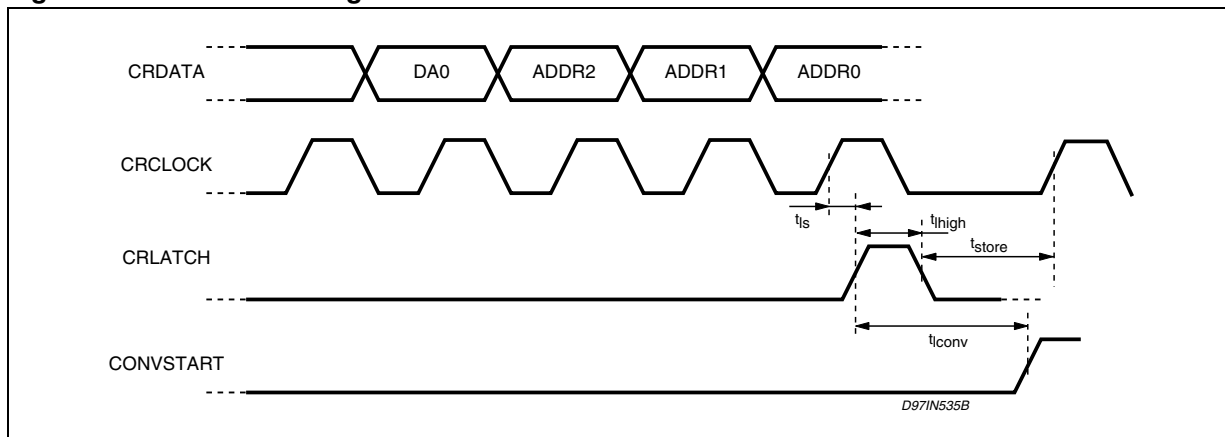 CRDATA
DA0
ADDR2
ADDR1
ADDR0
CRCLOCK
tls
tlhigh
tstore
CRLATCH
tlconv
CONVSTART
D97IN535B